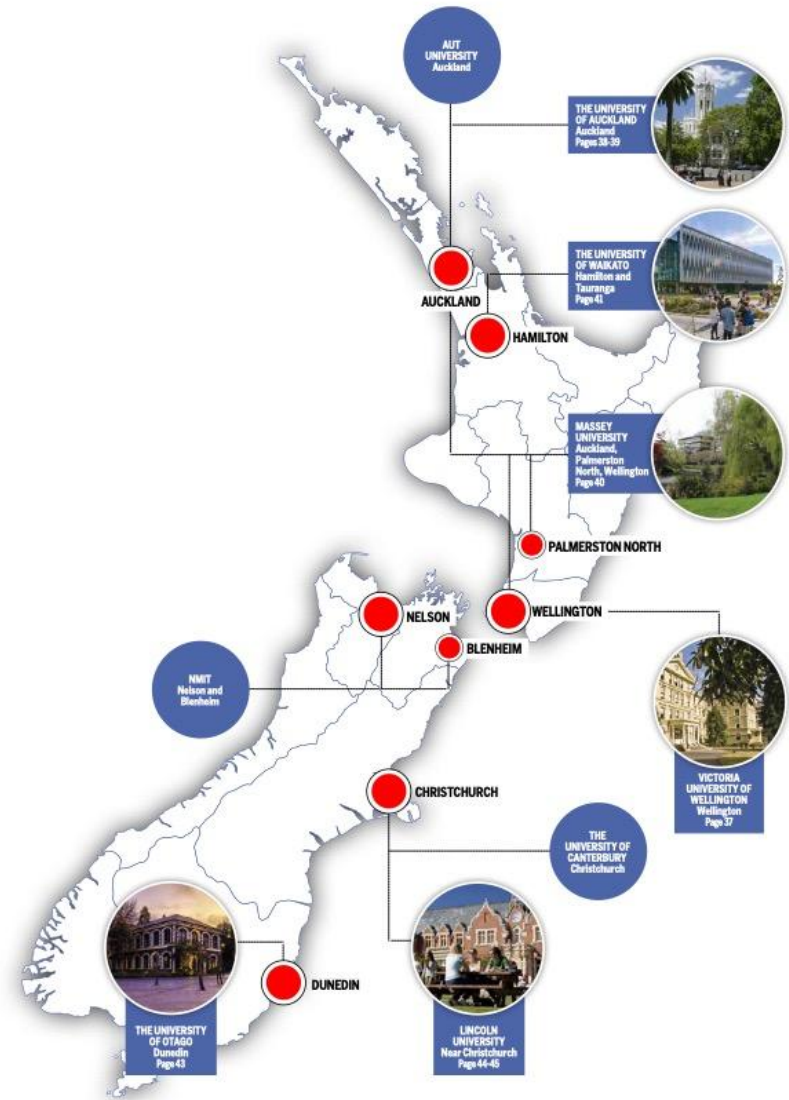 AUT
UNIVERSITY
Auckland
THE UNIVERSITY
OF AUCKLAND
Auckland
Pages 38-39
THE UNIVERSITY
OF WAIKATO
Hamilton and
Tauranga
Page 41
AUCKLAND
HAMILTON
MASSEY
UNIVERSITY
Auckland,
Palmerston
North, Wellington
Page 40
PALMERSTON NORTH
NELSON
WELLINGTON
BLENHEIM
NMIT
Nelson and
Blenheim
VICTORIA
UNIVERSITY OF
WELLINGTON
Wellington
Page 37
CHRISTCHURCH
THE
UNIVERSITY OF
CANTERBURY
Christchurch
DUNEDIN
THE UNIVERSITY
OF OTAGO
Dunedin
Page 43
LINCOLN
UNIVERSITY
Near Christchurch
Page 44-45